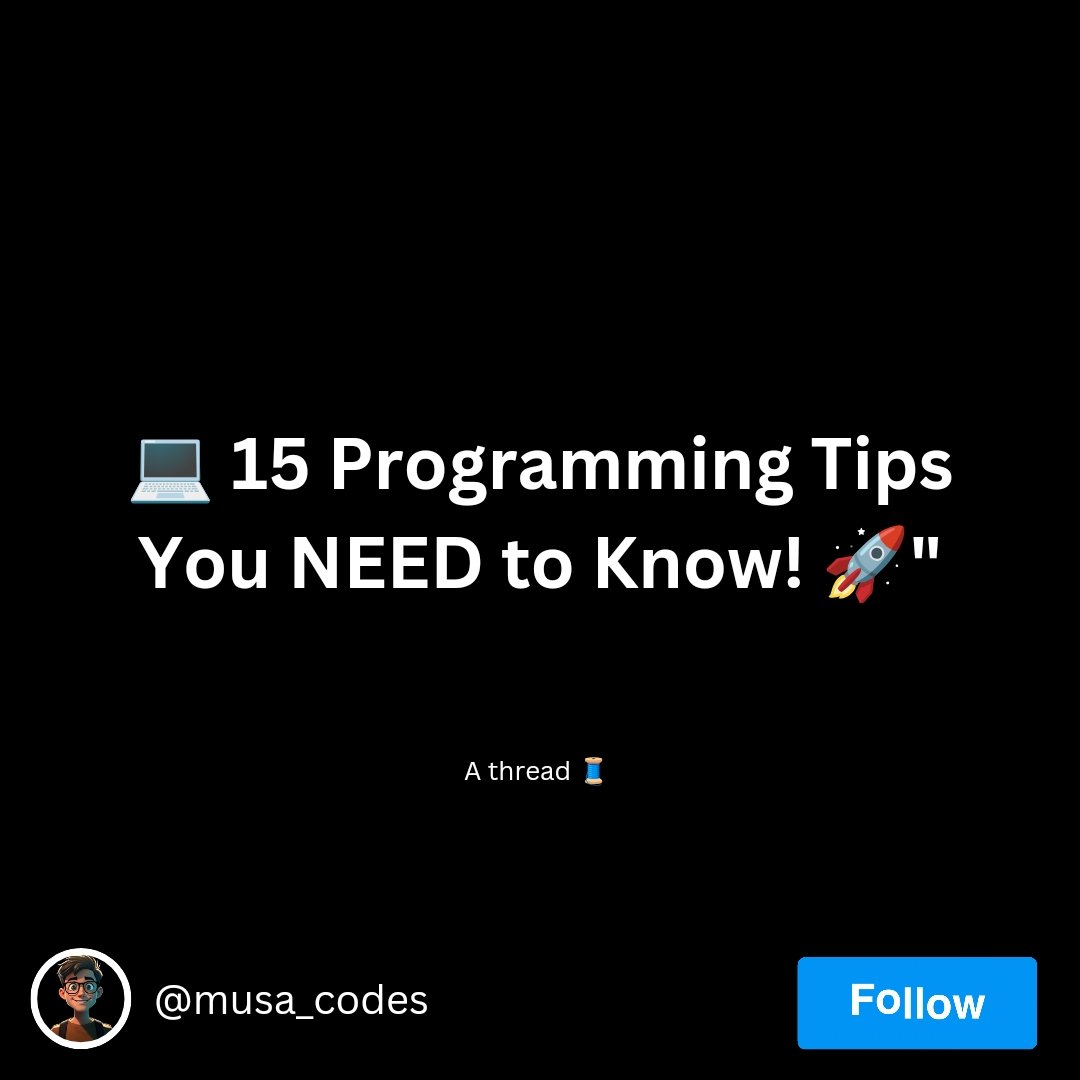 💻 15 Programming Tips
You NEED to Know! 🚀"
A thread 🧵
@musa_codes
Follow